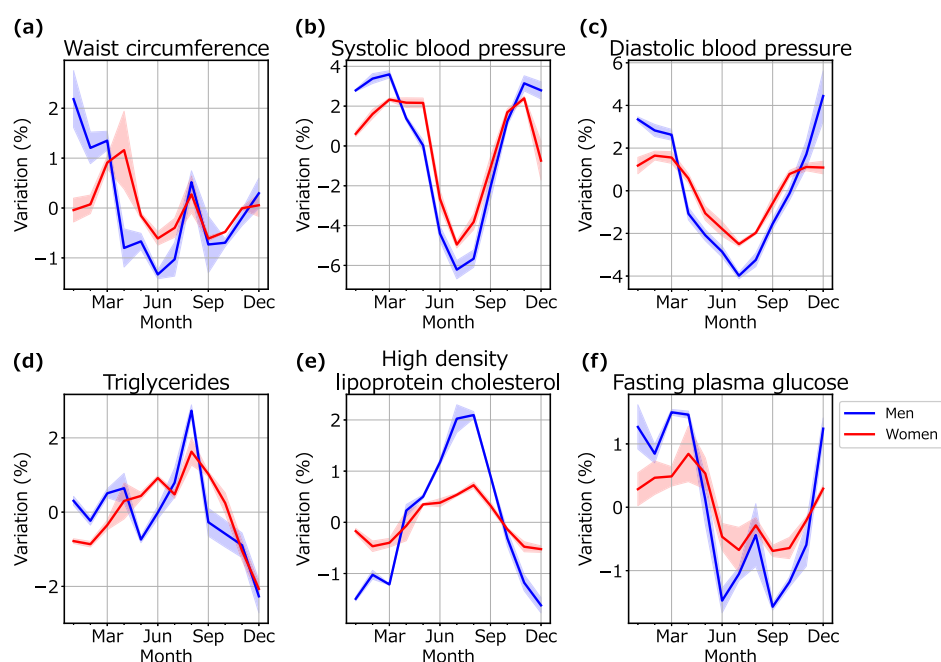 (a)
Waist circumference
Variation (%)
2
1
0
−1
Mar Jun Sep Dec
Month
(b)
Systolic blood pressure
Variation (%)
4
2
0
−2
−4
−6
Mar Jun Sep Dec
Month
(c)
Diastolic blood pressure
Variation (%)
6
4
2
0
−2
−4
Mar Jun Sep Dec
Month
(d)
Triglycerides
Variation (%)
2
0
−2
Mar Jun Sep Dec
Month
(e)
High density
lipoprotein cholesterol
Variation (%)
2
1
0
−1
Mar Jun Sep Dec
Month
(f)
Fasting plasma glucose
Variation (%)
1
0
−1
Mar Jun Sep Dec
Month
Men
Women